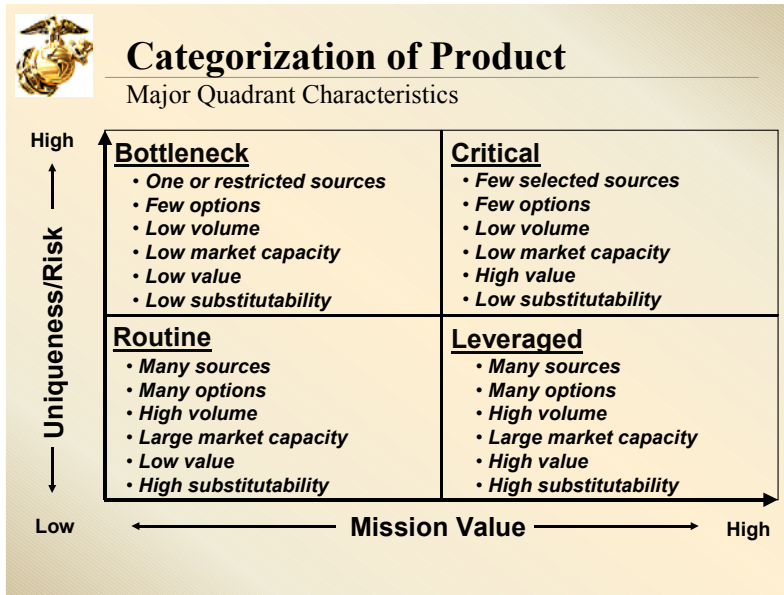 Categorization of Product
Major Quadrant Characteristics
High
Uniqueness/Risk
Low
Bottleneck
• One or restricted sources
• Few options
• Low volume
• Low market capacity
• Low value
• Low substitutability
Critical
• Few selected sources
• Few options
• Low volume
• Low market capacity
• High value
• Low substitutability
Routine
• Many sources
• Many options
• High volume
• Large market capacity
• Low value
• High substitutability
Leveraged
• Many sources
• Many options
• High volume
• Large market capacity
• High value
• High substitutability
Mission Value
High